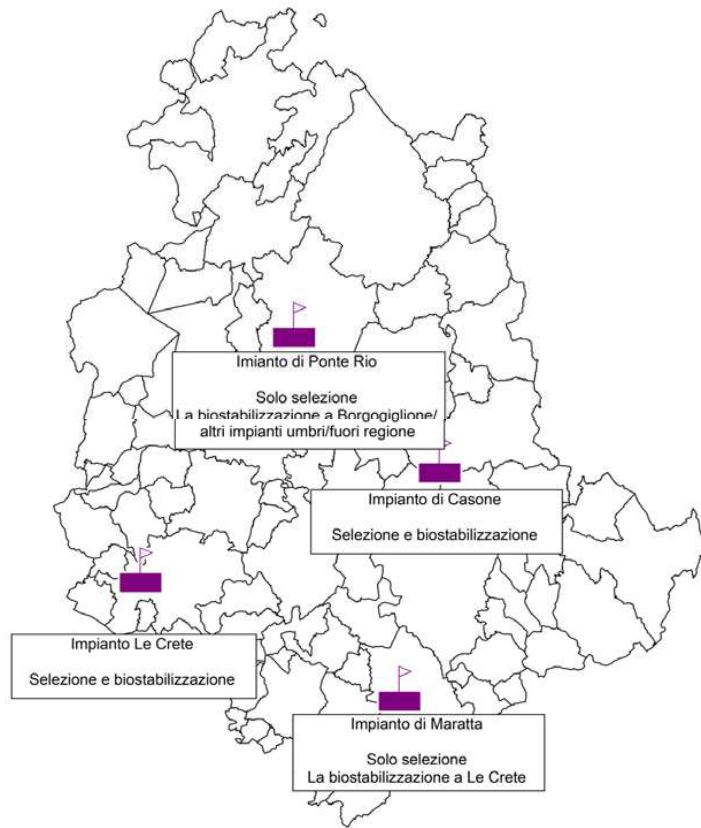 Imianto di Ponte Rio
Solo selezione
La biostabilizzazione a Borgogiglione/
altri impianti umbri/fuori regione
Impianto di Casone
Selezione e biostabilizzazione
Impianto Le Crete
Selezione e biostabilizzazione
Impianto di Maratta
Solo selezione
La biostabilizzazione a Le Crete